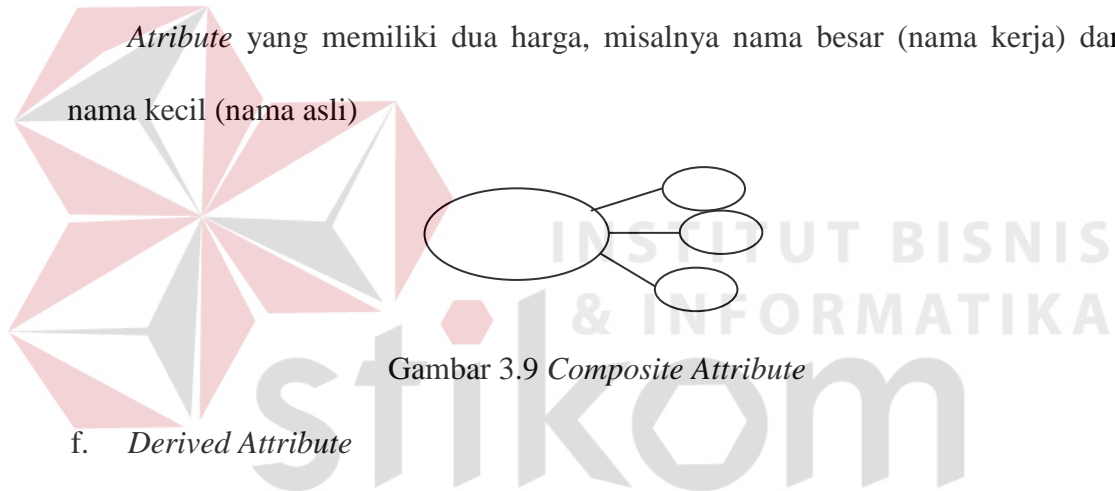 Atribute yang memiliki dua harga, misalnya nama besar (nama kerja) dan
nama kecil (nama asli)
INSTITUT BISNIS
& INFORMATIKA
stikom
Gambar 3.9 Composite Attribute
f. Derived Attribute